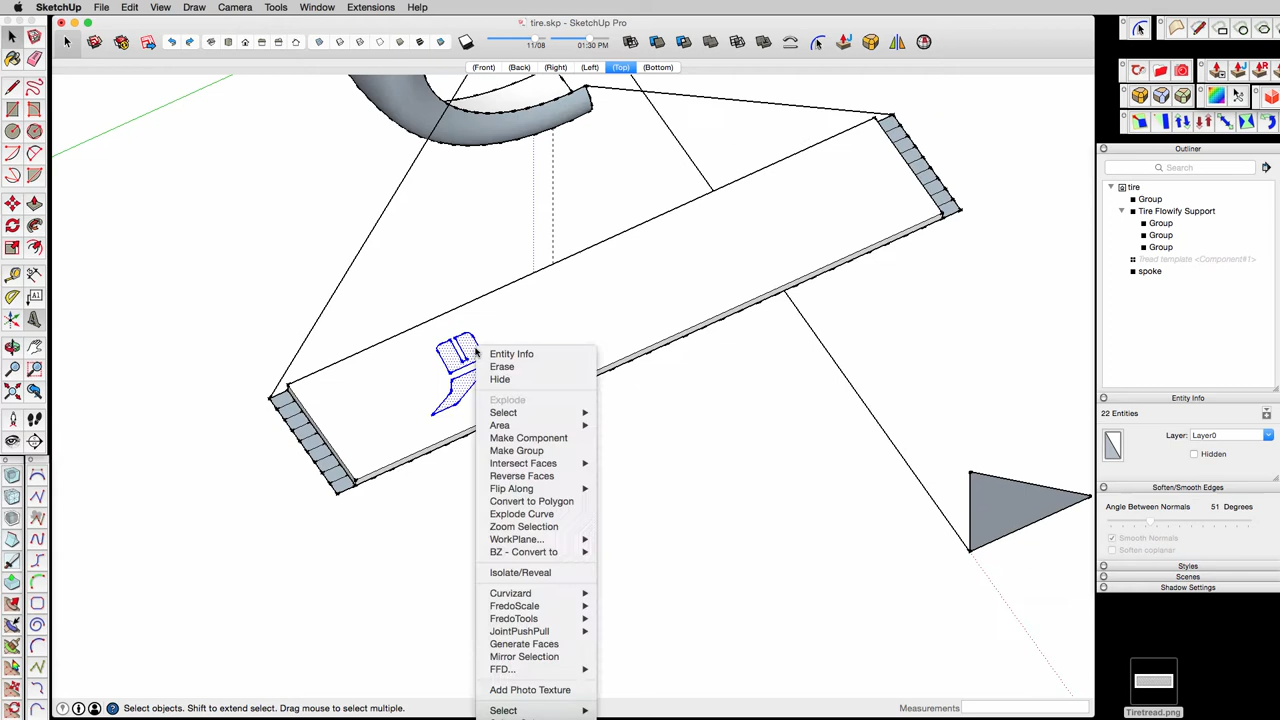 SketchUp File Edit View Draw Camera Tools Window Extensions Help
tire.skp - SketchUp Pro
11/08 01:30 PM
(Front) (Back) (Right) (Left) (Top) (Bottom)
Outliner
Search
tire
Group
Tire Flowify Support
Group
Group
Group
Tread template <Component#1>
spoke
Entity Info
Erase
Hide
Explode
Select
Area
Make Component
Make Group
Intersect Faces
Reverse Faces
Flip Along
Convert to Polygon
Explode Curve
Zoom Selection
WorkPlane...
BZ - Convert to
Isolate/Reveal
Curvizard
FredoScale
FredoTools
JointPushPull
Generate Faces
Mirror Selection
FFD...
Add Photo Texture
Select
Entity Info
22 Entities
Layer: Layer0
Hidden
Soften/Smooth Edges
Angle Between Normals 51 Degrees
Smooth Normals
Soften coplanar
Styles
Scenes
Shadow Settings
Tiretread.png
Select objects. Shift to extend select. Drag mouse to select multiple.
Measurements